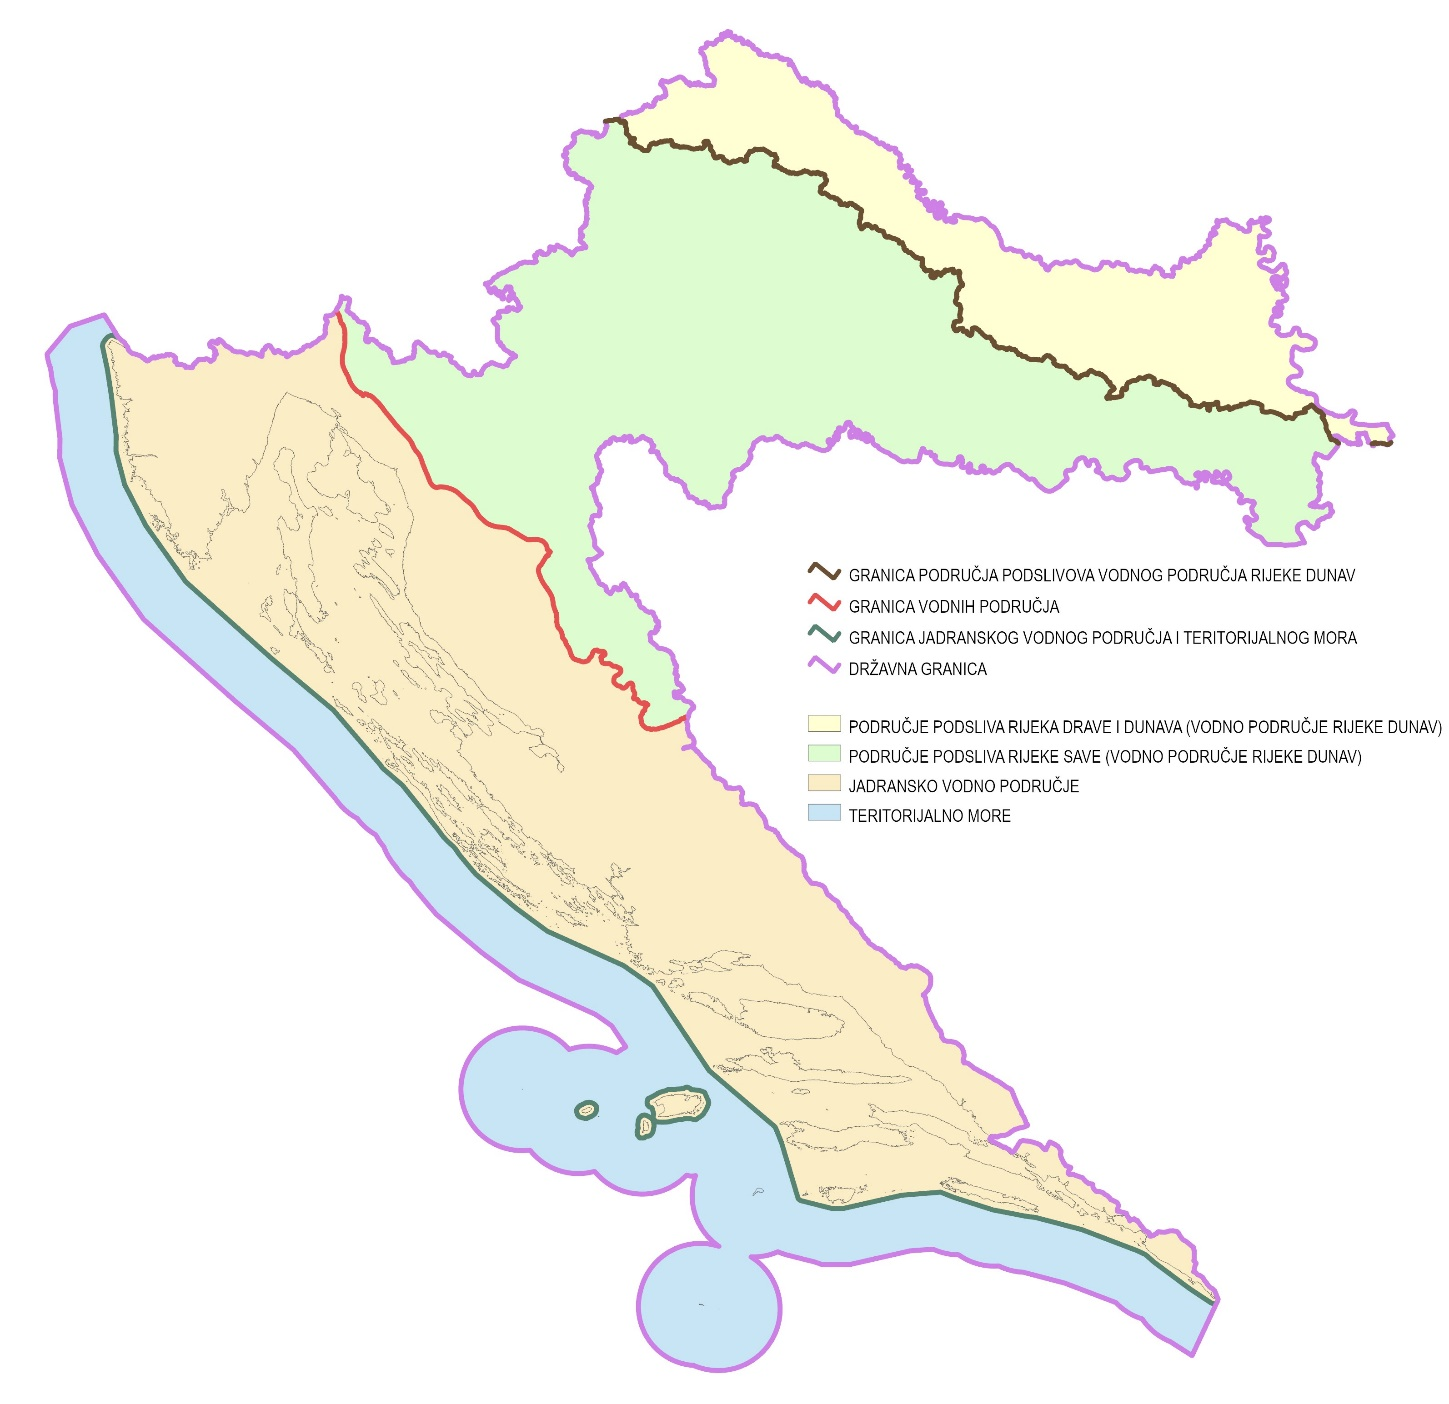 GRANICA PODRUČJA PODSLIVOVA VODNOG PODRUČJA RIJEKE DUNAV
GRANICA VODNIH PODRUČJA
GRANICA JADRANSKOG VODNOG PODRUČJA I TERITORIJALNOG MORA
DRŽAVNA GRANICA
PODRUČJE PODSLIVA RIJEKA DRAVE I DUNAVA (VODNO PODRUČJE RIJEKE DUNAV)
PODRUČJE PODSLIVA RIJEKE SAVE (VODNO PODRUČJE RIJEKE DUNAV)
JADRANSKO VODNO PODRUČJE
TERITORIJALNO MORE